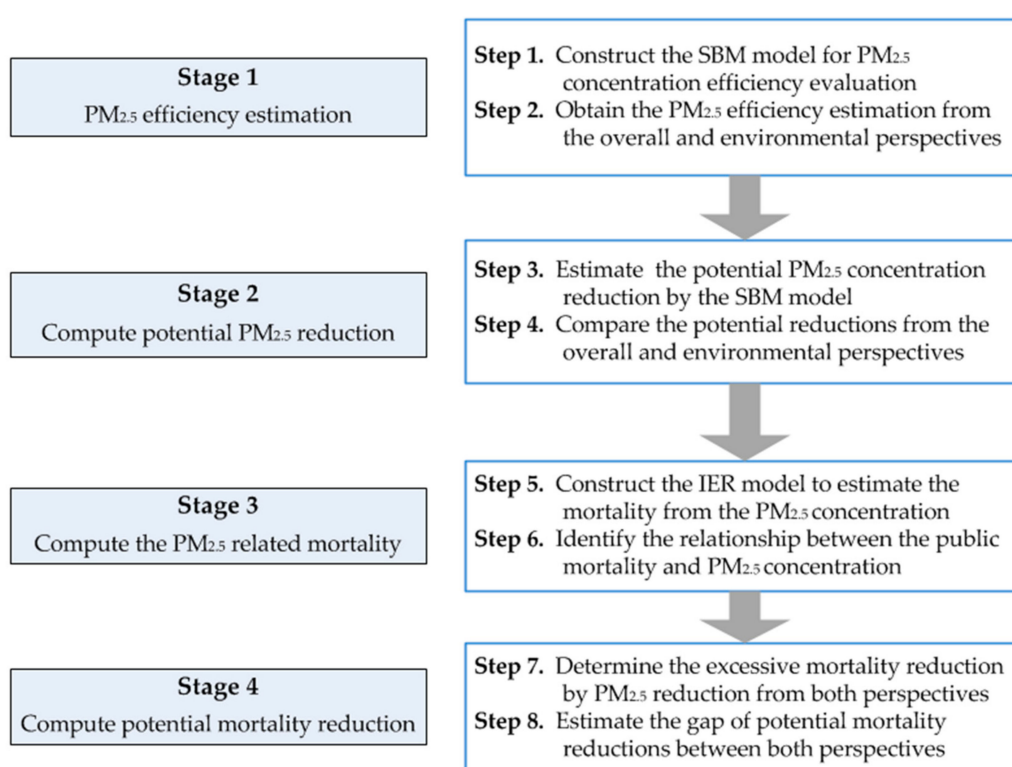 Stage 1
PM2.5 efficiency estimation
Step 1. Construct the SBM model for PM2.5
concentration efficiency evaluation
Step 2. Obtain the PM2.5 efficiency estimation from
the overall and environmental perspectives
Stage 2
Compute potential PM2.5 reduction
Step 3. Estimate the potential PM2.5 concentration
reduction by the SBM model
Step 4. Compare the potential reductions from the
overall and environmental perspectives
Stage 3
Compute the PM2.5 related mortality
Step 5. Construct the IER model to estimate the
mortality from the PM2.5 concentration
Step 6. Identify the relationship between the public
mortality and PM2.5 concentration
Stage 4
Compute potential mortality reduction
Step 7. Determine the excessive mortality reduction
by PM2.5 reduction from both perspectives
Step 8. Estimate the gap of potential mortality
reductions between both perspectives